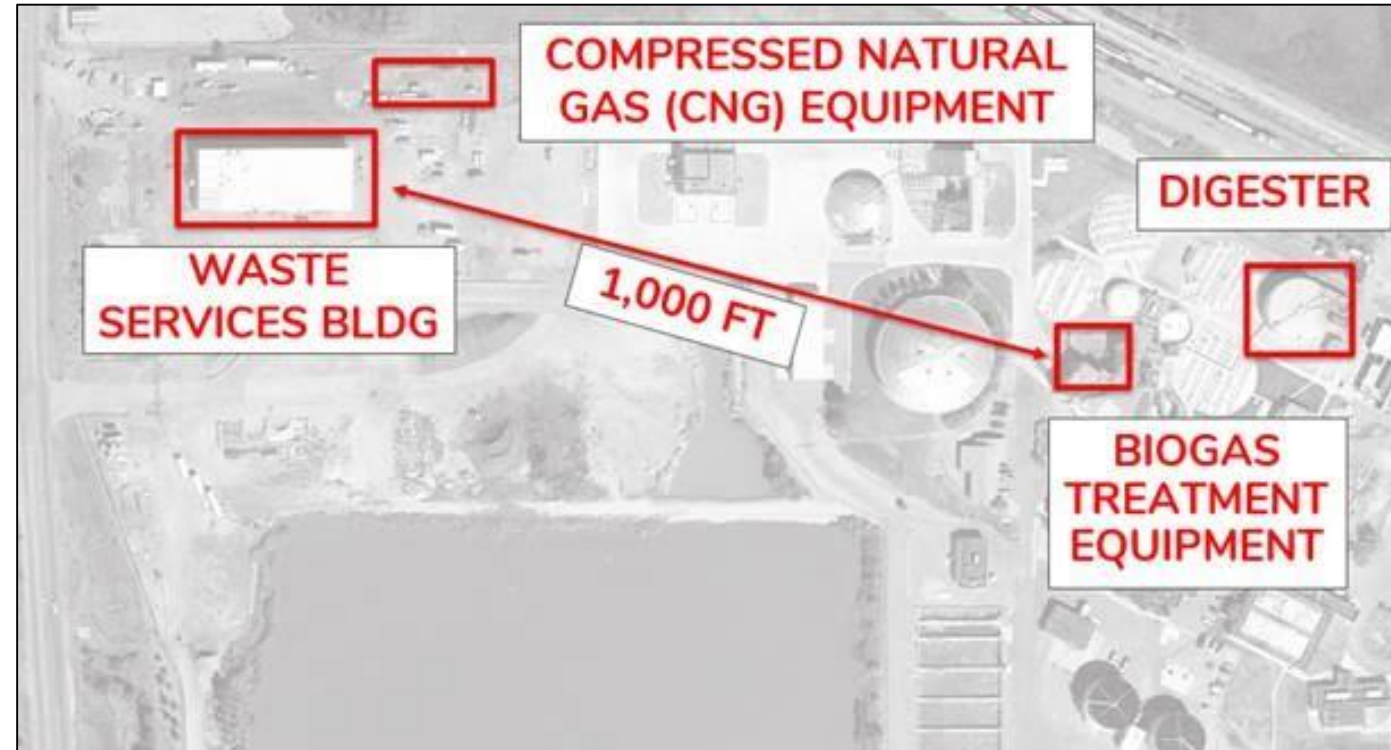 COMPRESSED NATURAL
GAS (CNG) EQUIPMENT
DIGESTER
WASTE
SERVICES BLDG
1,000 FT
BIOGAS
TREATMENT
EQUIPMENT